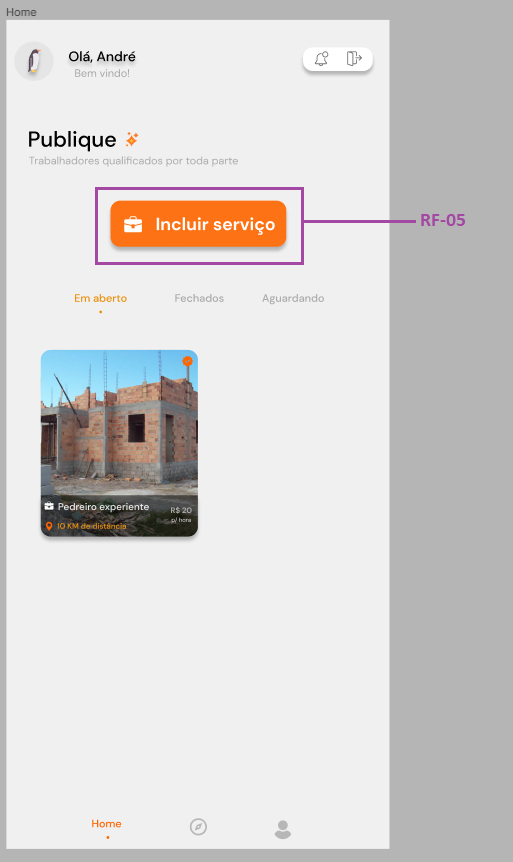 Home
Olá, André
Bem vindo!
Publique
Trabalhadores qualificados por toda parte
Incluir serviço
RF-05
Em aberto
Fechados
Aguardando
Pedreiro experiente
R$ 20
p/ hora
10 KM de distância
Home